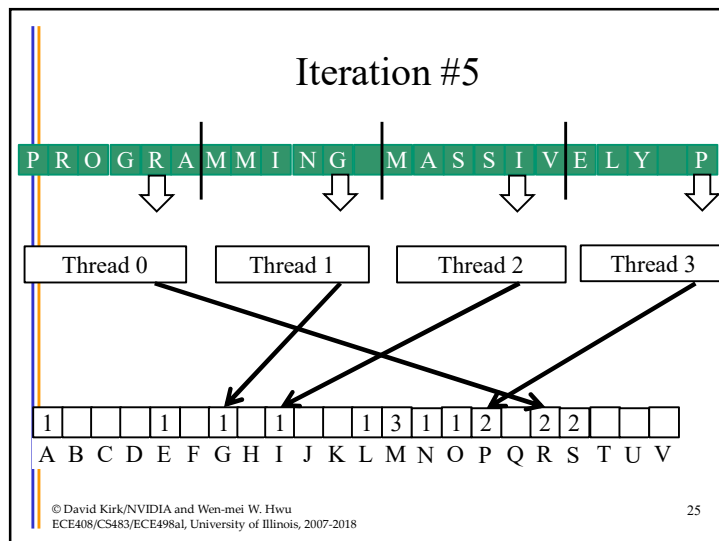 Iteration #5
P R O G R A M M I N G M A S S I V E L Y P
Thread 0 Thread 1 Thread 2 Thread 3
1 1 1 1 1 3 1 1 2 2 2
A B C D E F G H I J K L M N O P Q R S T U V
© David Kirk/NVIDIA and Wen-mei W. Hwu
ECE408/CS483/ECE498al, University of Illinois, 2007-2018
25